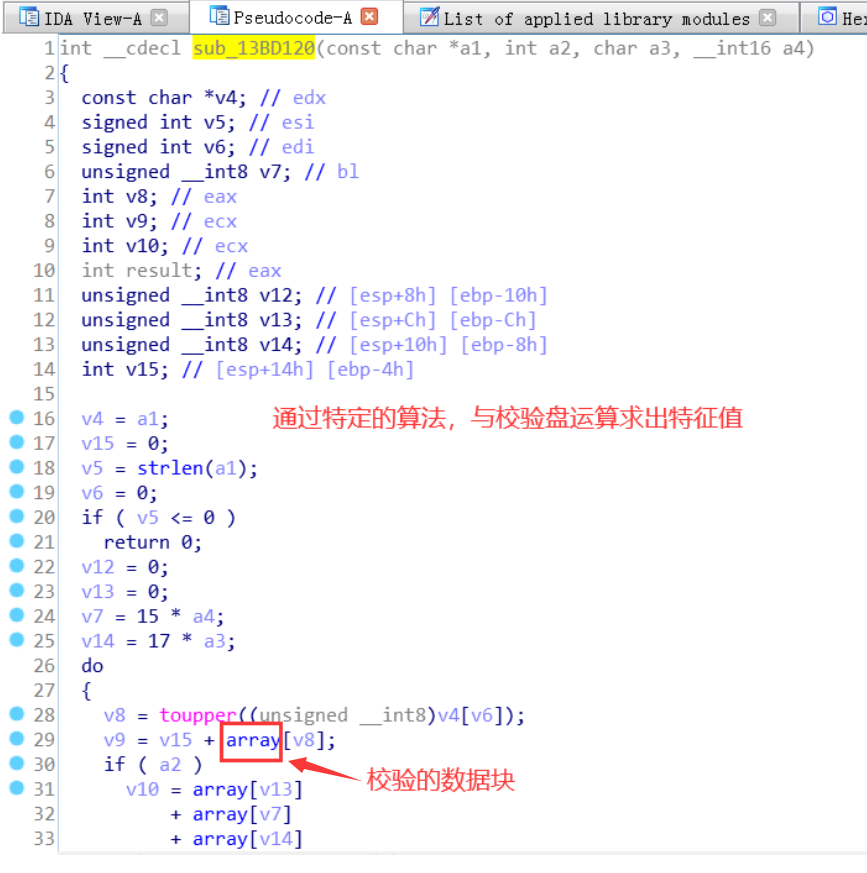 IDA View-A Pseudocode-A List of applied library modules Hex
1 int __cdecl sub_13BD120(const char *a1, int a2, char a3, __int16 a4)
2 {
3 const char *v4; // edx
4 signed int v5; // esi
5 signed int v6; // edi
6 unsigned __int8 v7; // bl
7 int v8; // eax
8 int v9; // ecx
9 int v10; // ecx
10 int result; // eax
11 unsigned __int8 v12; // [esp+8h] [ebp-10h]
12 unsigned __int8 v13; // [esp+Ch] [ebp-Ch]
13 unsigned __int8 v14; // [esp+10h] [ebp-8h]
14 int v15; // [esp+14h] [ebp-4h]
15
16 v4 = a1; 通过特定的算法，与校验盘运算求出特征值
17 v15 = 0;
18 v5 = strlen(a1);
19 v6 = 0;
20 if ( v5 <= 0 )
21 return 0;
22 v12 = 0;
23 v13 = 0;
24 v7 = 15 * a4;
25 v14 = 17 * a3;
26 do
27 {
28 v8 = toupper((unsigned __int8)v4[v6]);
29 v9 = v15 + array[v8];
30 if ( a2 )
31 v10 = array[v13] 校验的数据块
32 + array[v7]
33 + array[v14]